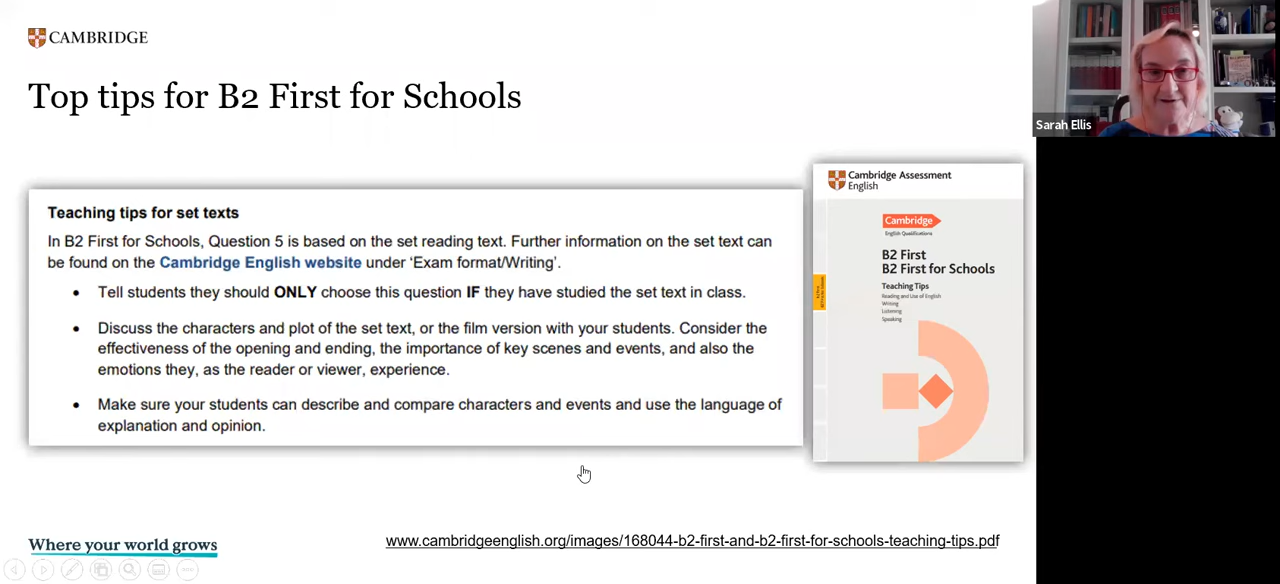 CAMBRIDGE
Top tips for B2 First for Schools
Sarah Ellis
Teaching tips for set texts
In B2 First for Schools, Question 5 is based on the set reading text. Further information on the set text can
be found on the Cambridge English website under ‘Exam format/Writing’.
• Tell students they should ONLY choose this question IF they have studied the set text in class.
• Discuss the characters and plot of the set text, or the film version with your students. Consider the
effectiveness of the opening and ending, the importance of key scenes and events, and also the
emotions they, as the reader or viewer, experience.
• Make sure your students can describe and compare characters and events and use the language of
explanation and opinion.
Cambridge Assessment
English
Cambridge
English Qualifications
B2 First
B2 First for Schools
Teaching Tips
Reading and Use of English
Writing
Listening
Speaking
Where your world grows
www.cambridgeenglish.org/images/168044-b2-first-and-b2-first-for-schools-teaching-tips.pdf